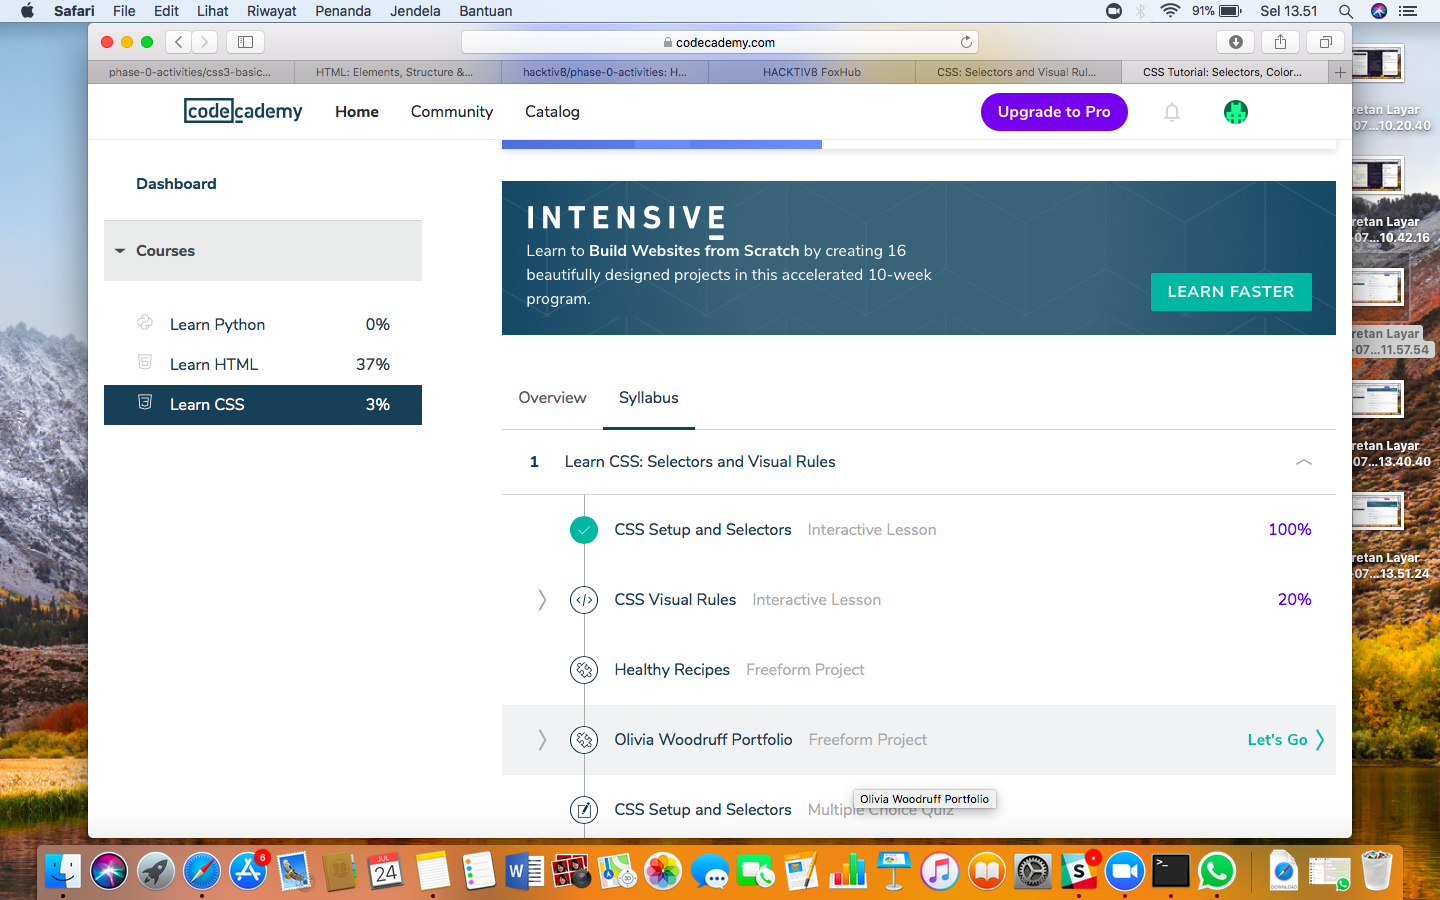 Safari File Edit Lihat Riwayat Penanda Jendela Bantuan 91% Sel 13.51
codecademy.com
phase-0-activities/css3-basic... HTML: Elements, Structure &... hacktiv8/phase-0-activities: H... HACKTIV8 FoxHub CSS: Selectors and Visual Rul... CSS Tutorial: Selectors, Color...
codecademy Home Community Catalog Upgrade to Pro
Dashboard
Courses
Learn Python 0%
Learn HTML 37%
Learn CSS 3%
INTENSIVE
Learn to Build Websites from Scratch by creating 16
beautifully designed projects in this accelerated 10-week
program.
LEARN FASTER
Overview Syllabus
1 Learn CSS: Selectors and Visual Rules
CSS Setup and Selectors Interactive Lesson 100%
CSS Visual Rules Interactive Lesson 20%
Healthy Recipes Freeform Project
Olivia Woodruff Portfolio Freeform Project Let's Go
Olivia Woodruff Portfolio
CSS Setup and Selectors Multiple Choice Quiz
retan Layar
-07...10.20.40
retan Layar
-07...10.42.16
retan Layar
-07...11.57.54
retan Layar
-07...13.40.40
retan Layar
-07...13.51.24
6
JUL
24
DOWNLOAD